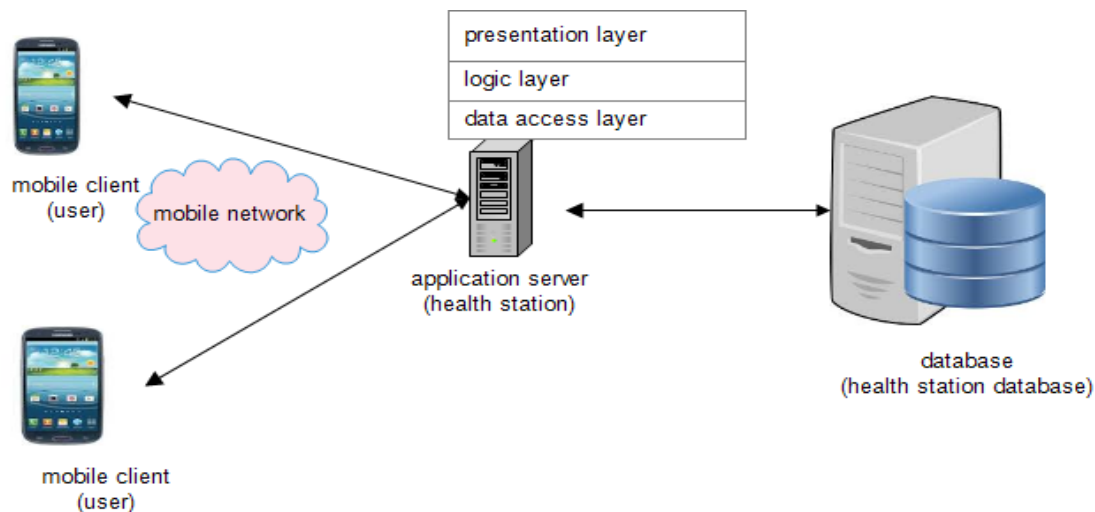 presentation layer
logic layer
data access layer
mobile client
(user)
mobile network
application server
(health station)
database
(health station database)
mobile client
(user)